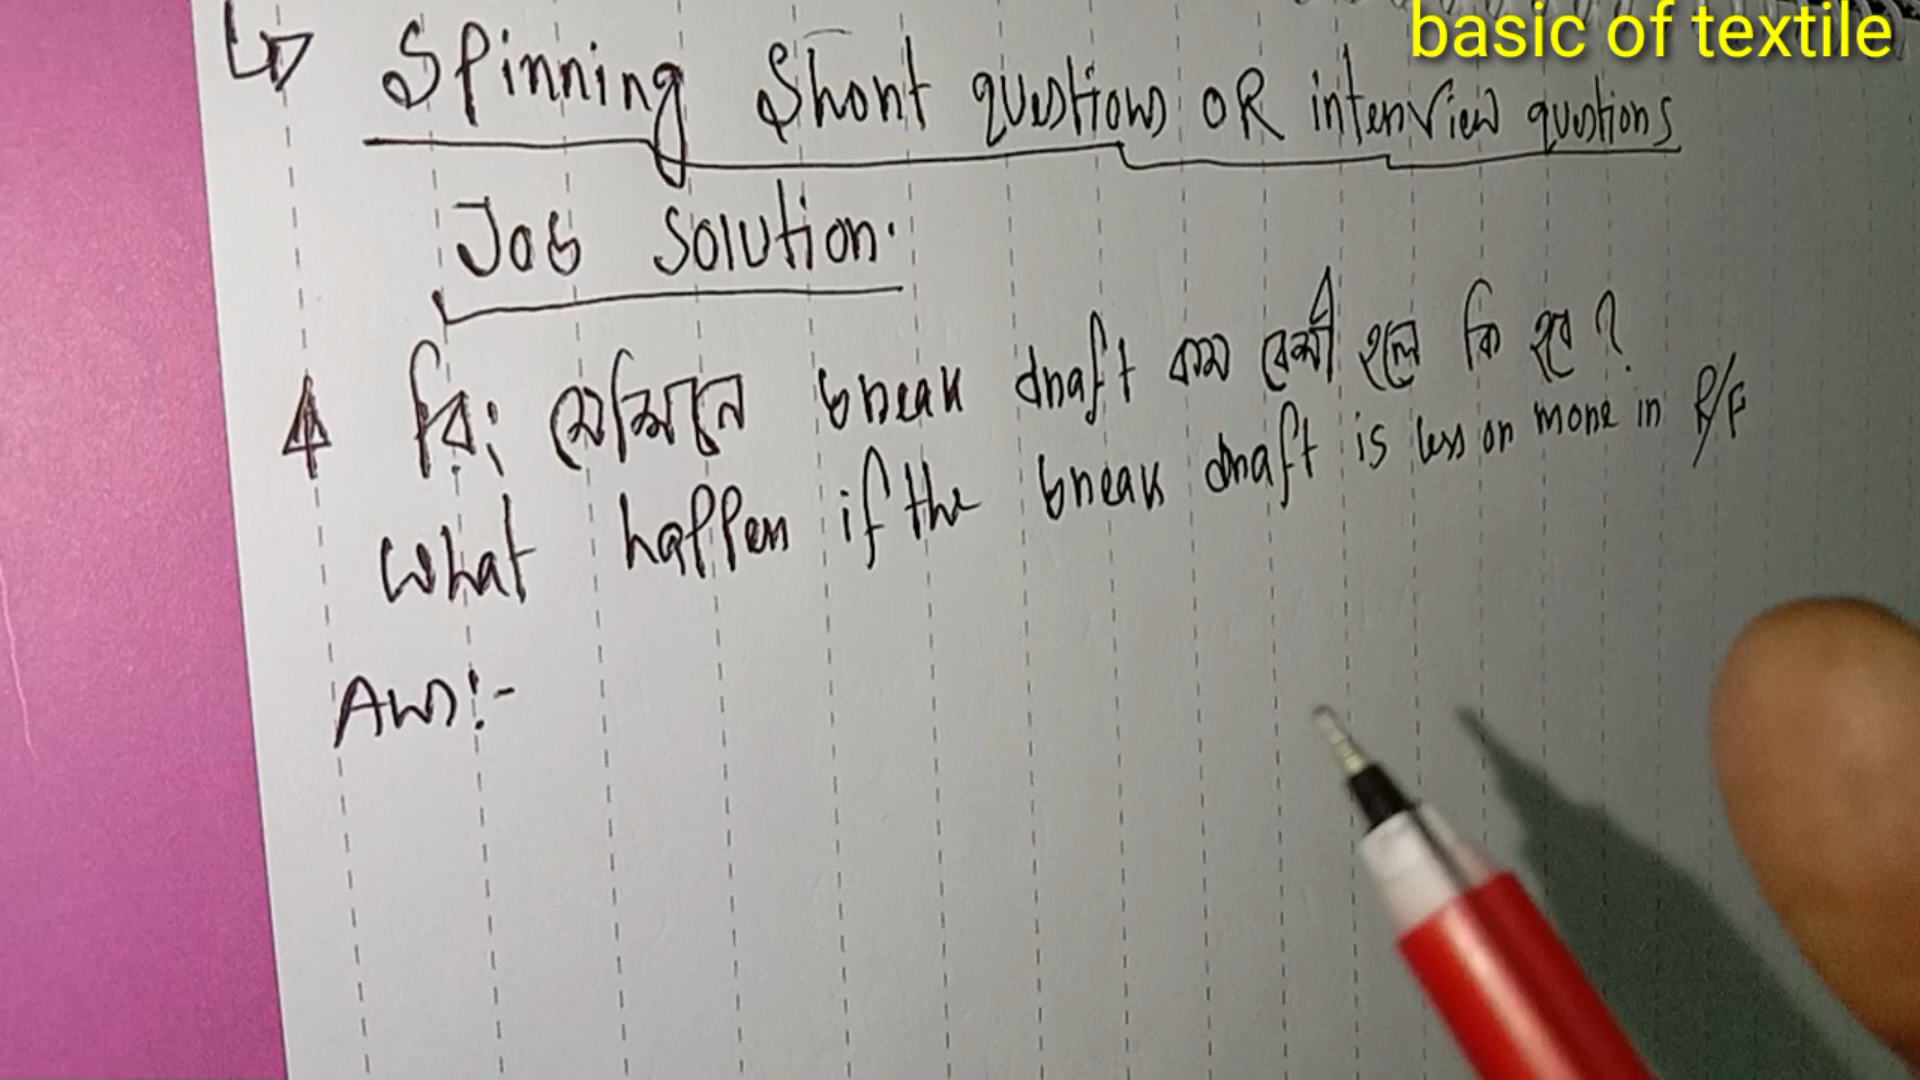 basic of textile
Spinning Short questions OR interview questions
Job Solution.
রিং মেশিনে break draft কম বেশী হলে কি হবে ?
What happen if the break draft is less or more in R/F
Ans:-